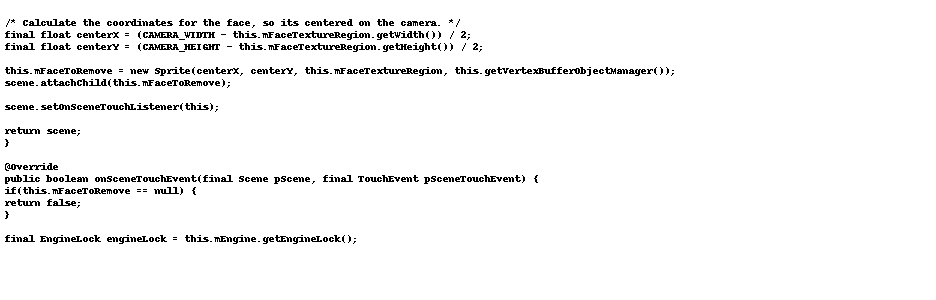 /* Calculate the coordinates for the face, so its centered on the camera. */
final float centerX = (CAMERA_WIDTH - this.mFaceTextureRegion.getWidth()) / 2;
final float centerY = (CAMERA_HEIGHT - this.mFaceTextureRegion.getHeight()) / 2;
this.mFaceToRemove = new Sprite(centerX, centerY, this.mFaceTextureRegion, this.getVertexBufferObjectManager());
scene.attachChild(this.mFaceToRemove);
scene.setOnSceneTouchListener(this);
return scene;
}
@Override
public boolean onSceneTouchEvent(final Scene pScene, final TouchEvent pSceneTouchEvent) {
if(this.mFaceToRemove == null) {
return false;
}
final EngineLock engineLock = this.mEngine.getEngineLock();